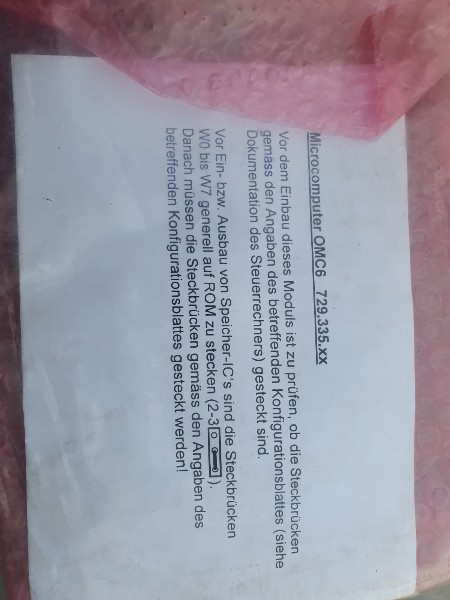 Microcomputer OMC6 729.335.xx
Vor dem Einbau dieses Moduls ist zu prüfen, ob die Steckbrücken
gemäss den Angaben des betreffenden Konfigurationsblattes (siehe
Dokumentation des Steuerrechners) gesteckt sind.
Vor Ein- bzw. Ausbau von Speicher-IC's sind die Steckbrücken
W0 bis W7 generell auf ROM zu stecken (2-3 ).
Danach müssen die Steckbrücken gemäss den Angaben des
betreffenden Konfigurationsblattes gesteckt werden!